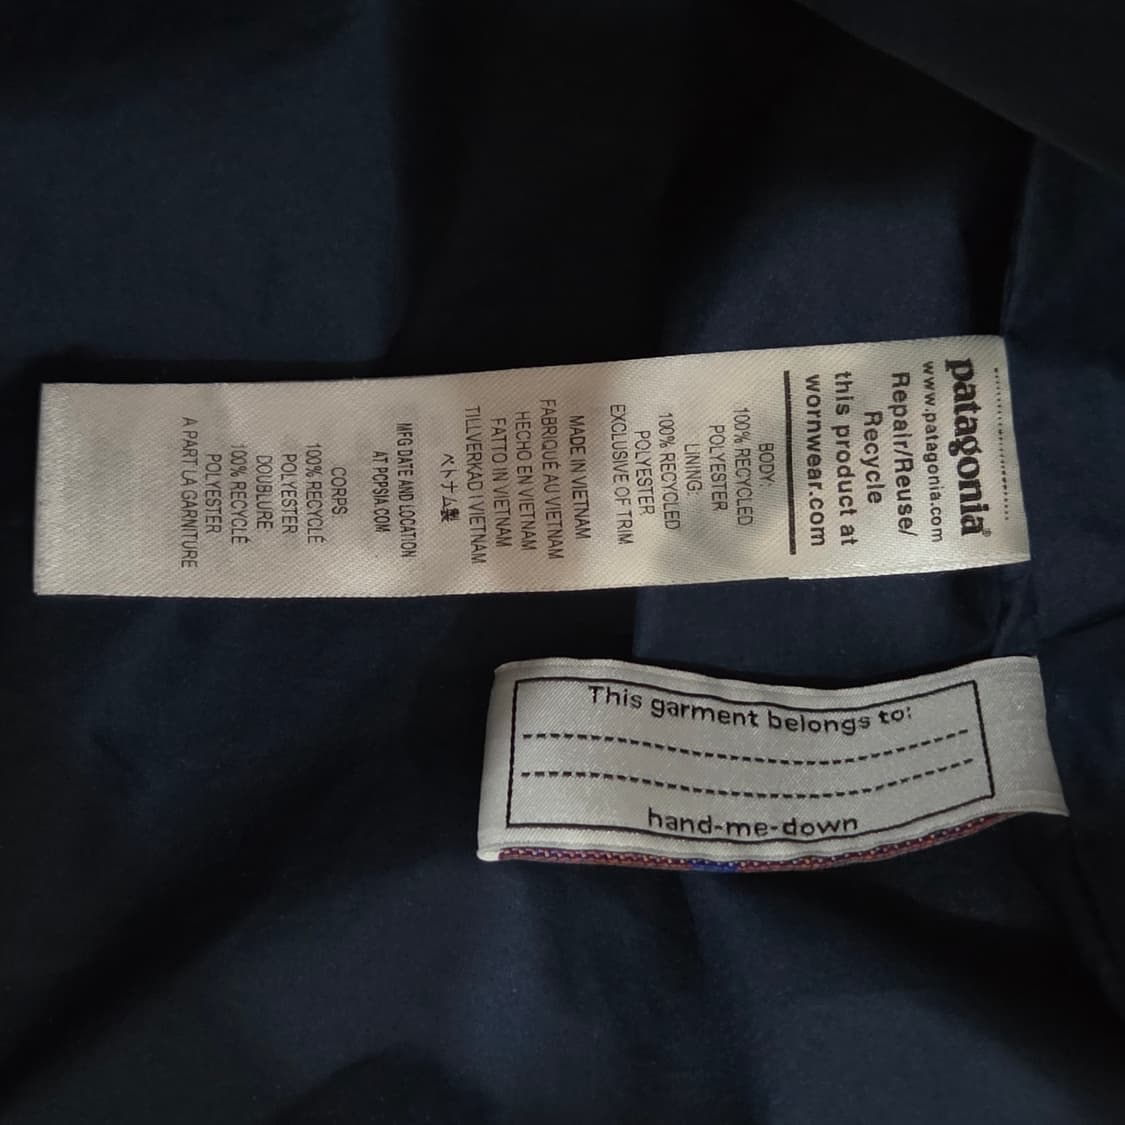 patagonia®
www.patagonia.com
Repair/Reuse/
Recycle
this product at
wornwear.com
BODY:
100% RECYCLED
POLYESTER
LINING:
100% RECYCLED
POLYESTER
EXCLUSIVE OF TRIM
MADE IN VIETNAM
FABRIQUÉ AU VIETNAM
HECHO EN VIETNAM
FATTO IN VIETNAM
TILLVERKAD I VIETNAM
ベトナム製
MFG DATE AND LOCATION
AT PCPSIA.COM
CORPS:
100% RECYCLÉ
POLYESTER
DOUBLURE
100% RECYCLÉ
POLYESTER
A PART LA GARNITURE
This garment belongs to:
hand-me-down